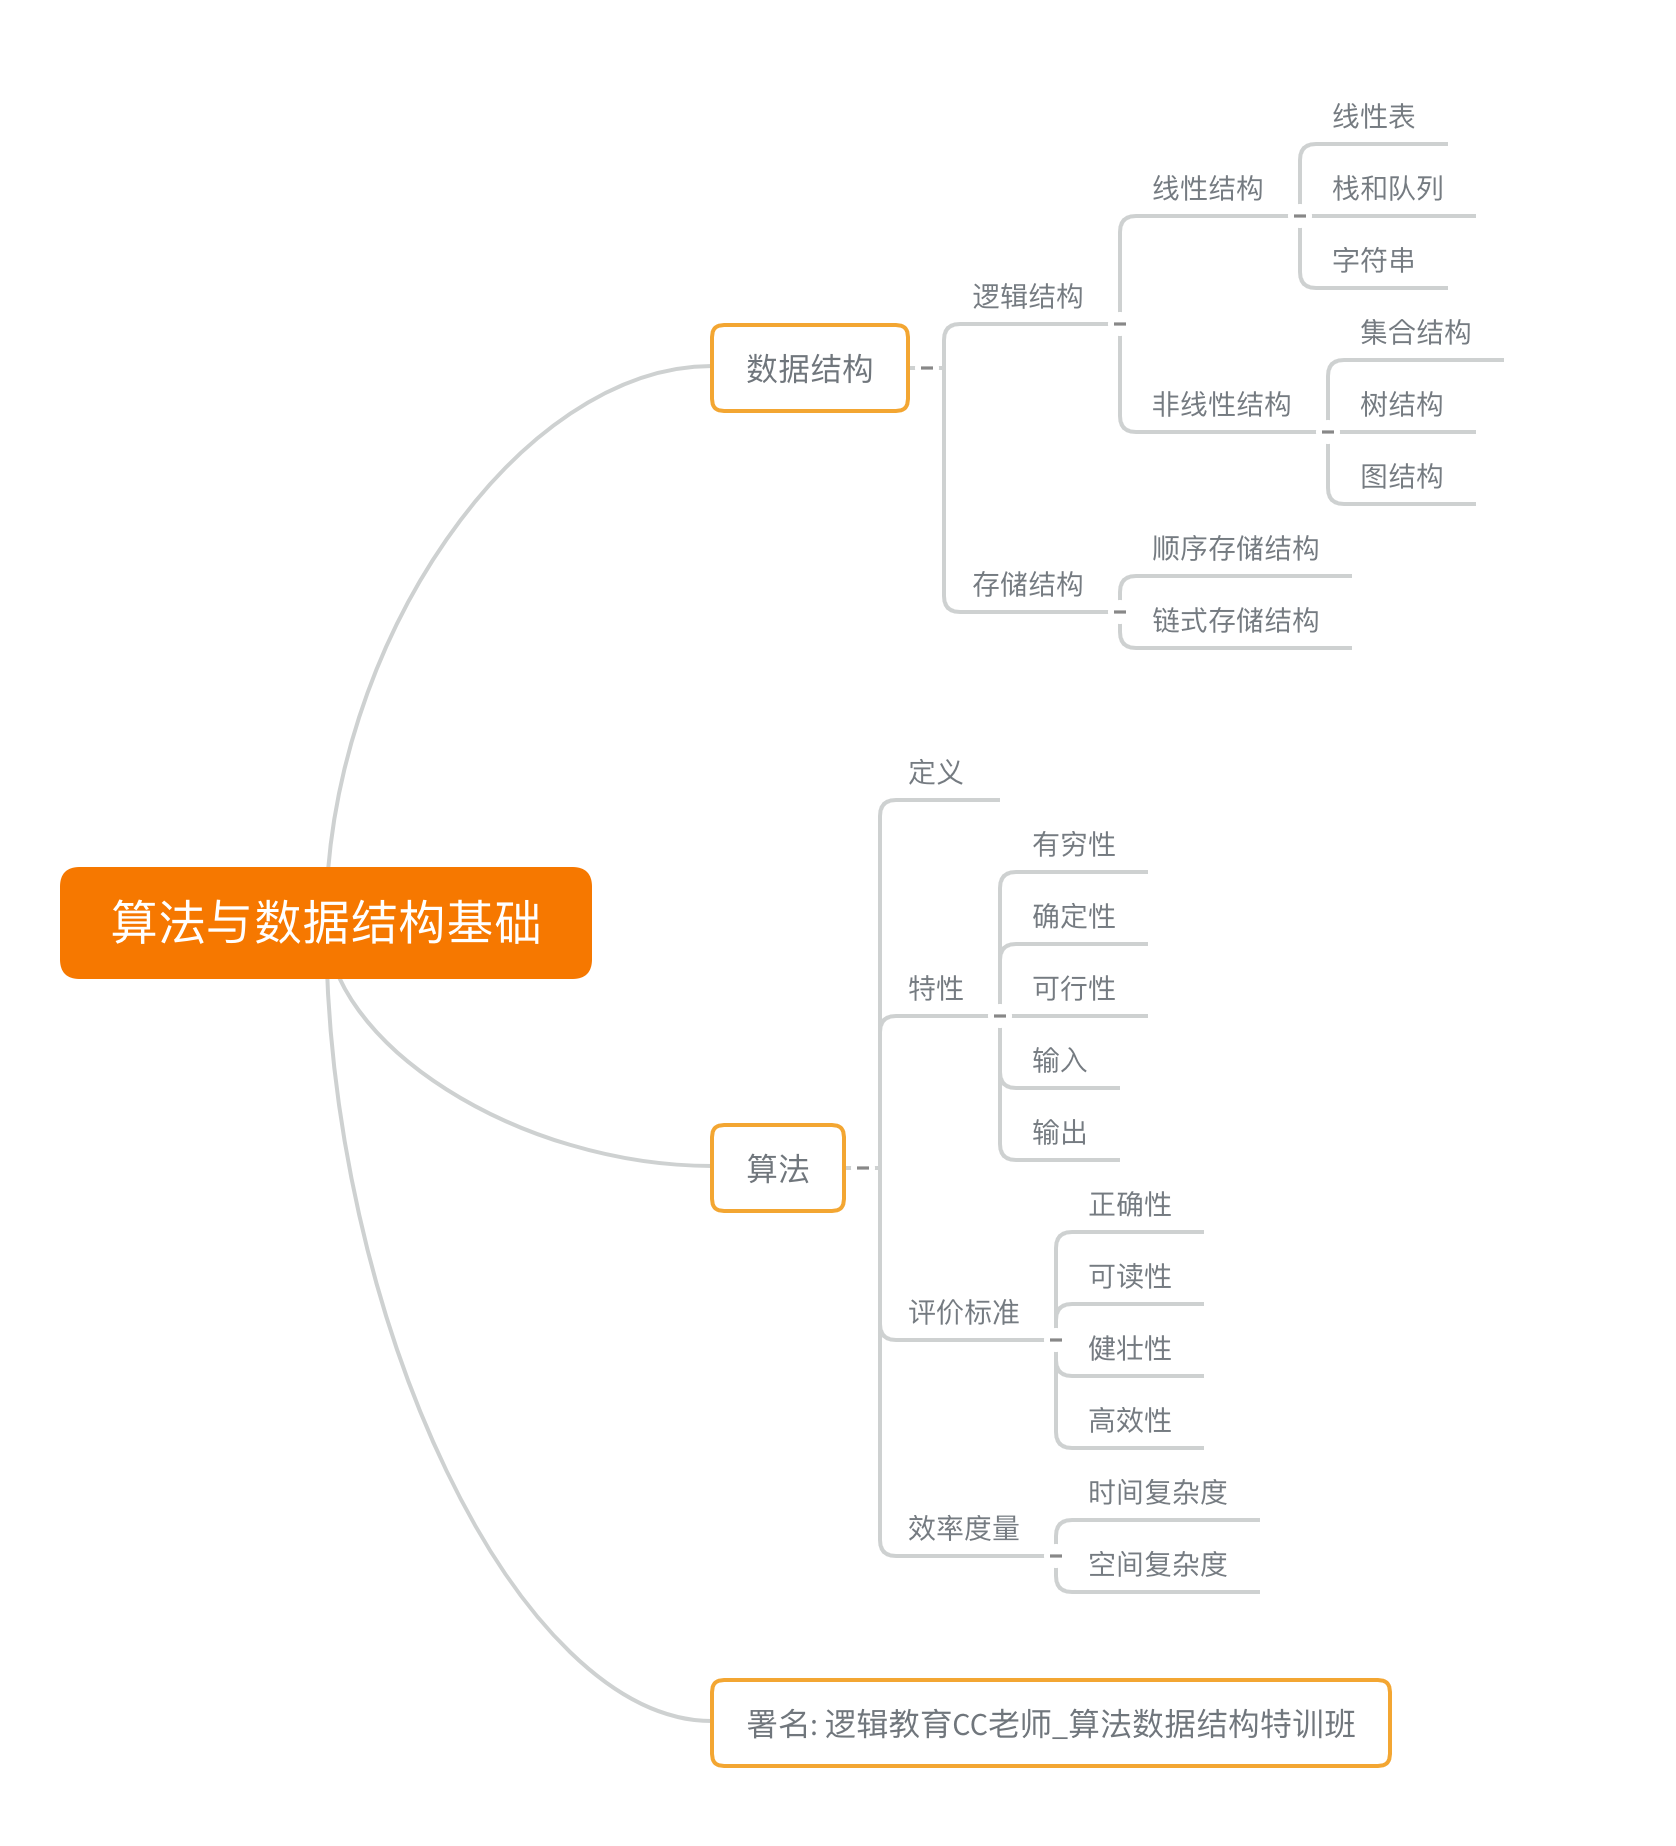 算法与数据结构基础
数据结构
逻辑结构
线性结构
线性表
栈和队列
字符串
非线性结构
集合结构
树结构
图结构
存储结构
顺序存储结构
链式存储结构
算法
定义
特性
有穷性
确定性
可行性
输入
输出
评价标准
正确性
可读性
健壮性
高效性
效率度量
时间复杂度
空间复杂度
署名: 逻辑教育CC老师_算法数据结构特训班